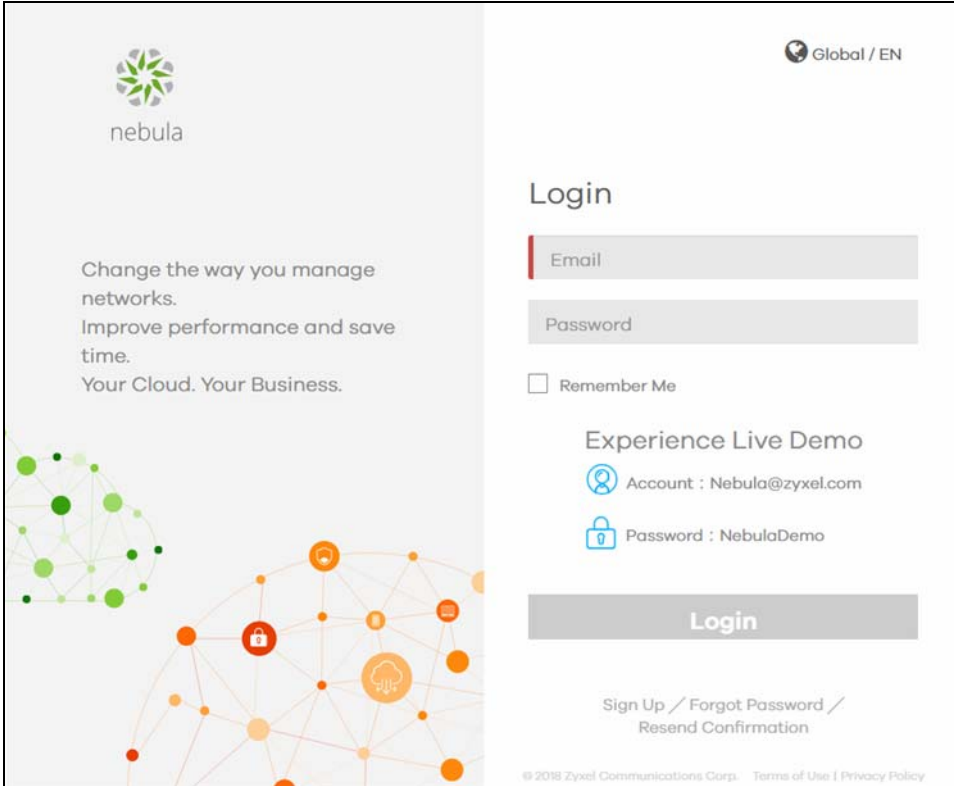 nebula
Change the way you manage
networks.
Improve performance and save
time.
Your Cloud. Your Business.
Global / EN
Login
Email
Password
Remember Me
Experience Live Demo
Account : Nebula@zyxel.com
Password : NebulaDemo
Login
Sign Up / Forgot Password /
Resend Confirmation
© 2018 Zyxel Communications Corp. Terms of Use | Privacy Policy